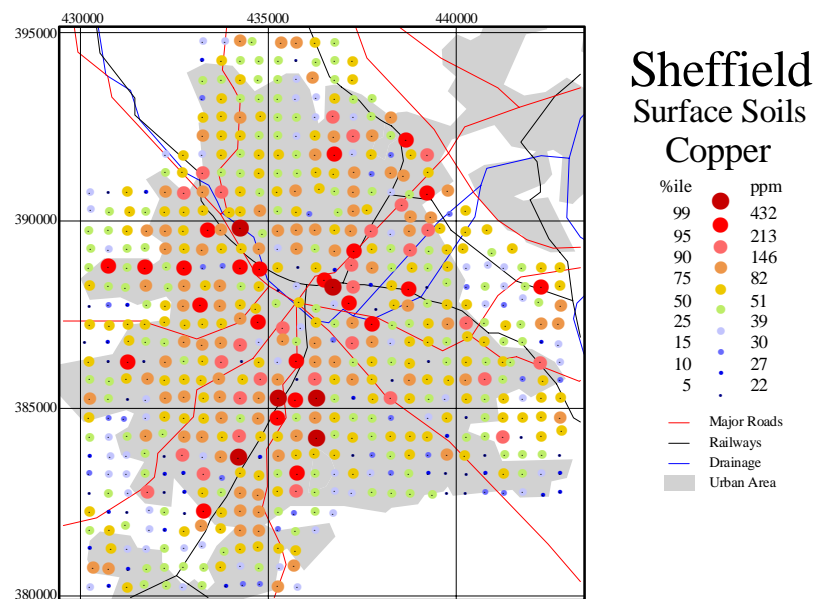 430000 435000 440000
395000
390000
385000
380000
Sheffield
Surface Soils
Copper
%ile ppm
99 432
95 213
90 146
75 82
50 51
25 39
15 30
10 27
5 22
Major Roads
Railways
Drainage
Urban Area